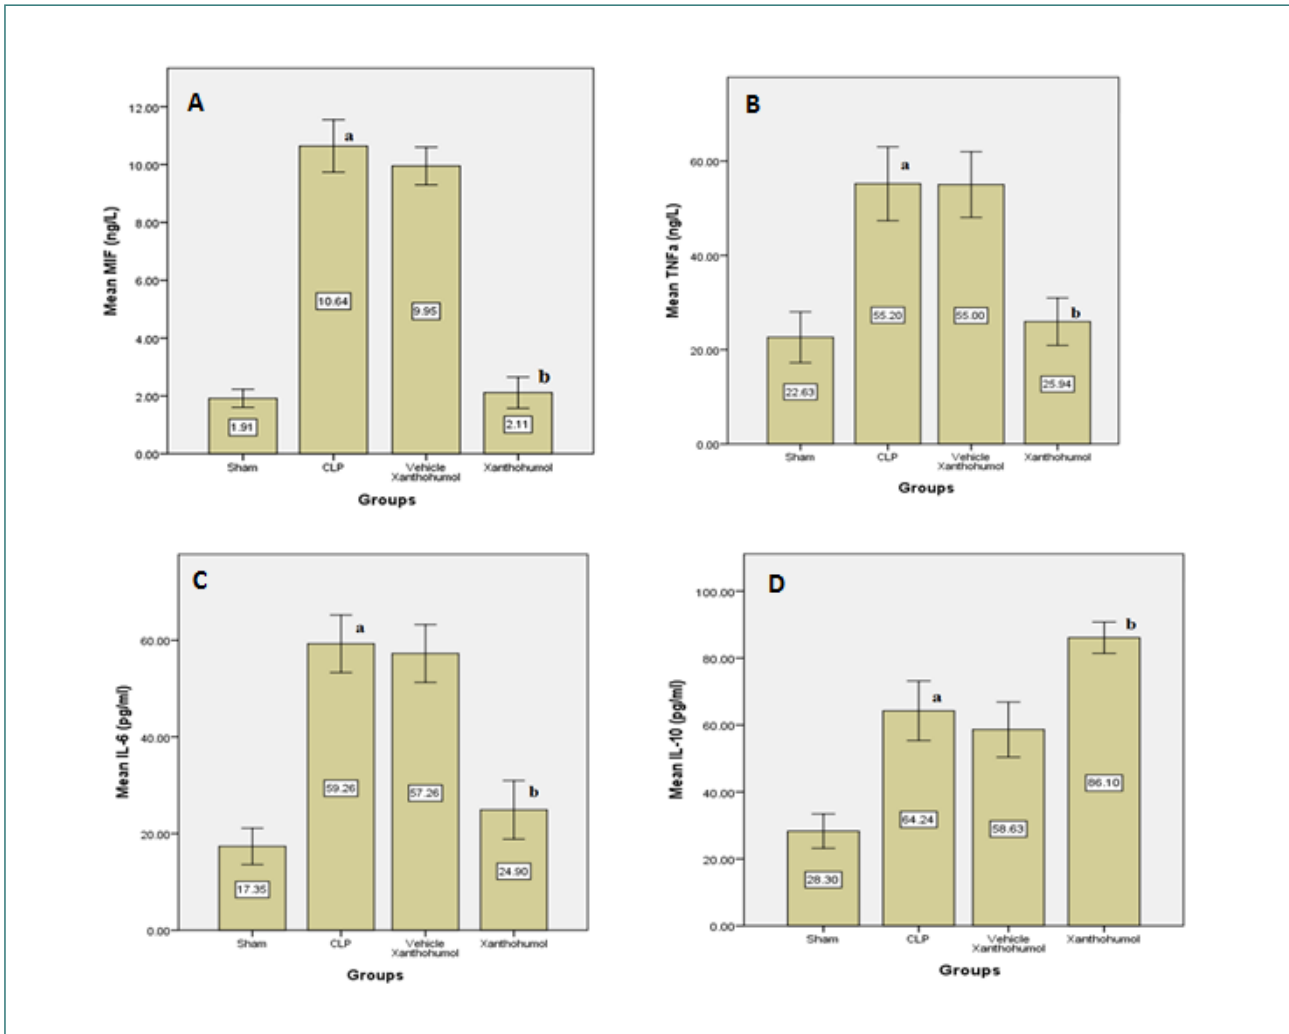 A
Mean MIF (ng/L)
12.00
10.00
8.00
6.00
4.00
2.00
0.00
a
b
1.91
10.64
9.95
2.11
Sham
CLP
Vehicle
Xanthohumol
Xanthohumol
Groups
B
Mean TNFa (ng/L)
60.00
40.00
20.00
0.00
a
b
22.63
55.20
55.00
25.94
Sham
CLP
Vehicle
Xanthohumol
Xanthohumol
Groups
C
Mean IL-6 (pg/ml)
60.00
40.00
20.00
0.00
a
b
17.35
59.26
57.26
24.90
Sham
CLP
Vehicle
Xanthohumol
Xanthohumol
Groups
D
Mean IL-10 (pg/ml)
100.00
80.00
60.00
40.00
20.00
0.00
a
b
28.30
64.24
58.63
86.10
Sham
CLP
Vehicle
Xanthohumol
Xanthohumol
Groups